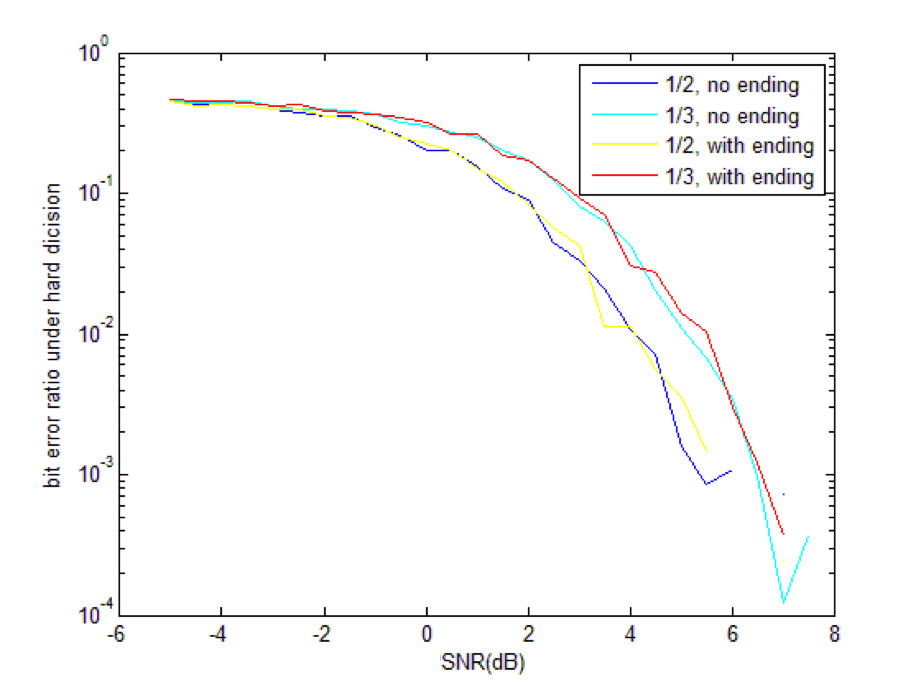 10^0
10^-1
10^-2
10^-3
10^-4
bit error ratio under hard dicision
1/2, no ending
1/3, no ending
1/2, with ending
1/3, with ending
-6 -4 -2 0 2 4 6 8
SNR(dB)